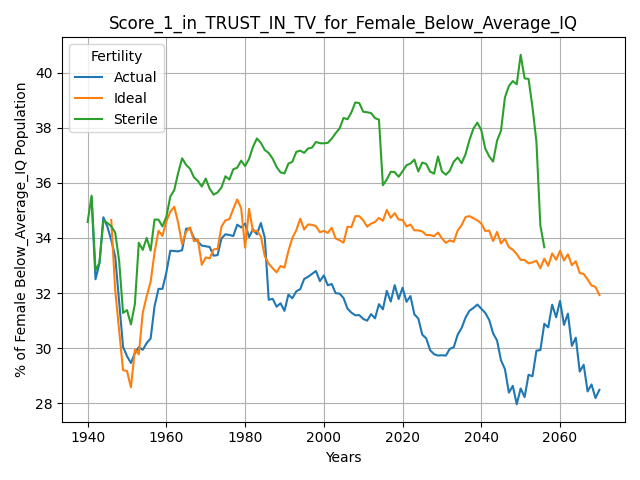 Score_1_in_TRUST_IN_TV_for_Female_Below_Average_IQ
% of Female Below_Average_IQ Population
40
38
36
34
32
30
28
Fertility
Actual
Ideal
Sterile
1940 1960 1980 2000 2020 2040 2060
Years